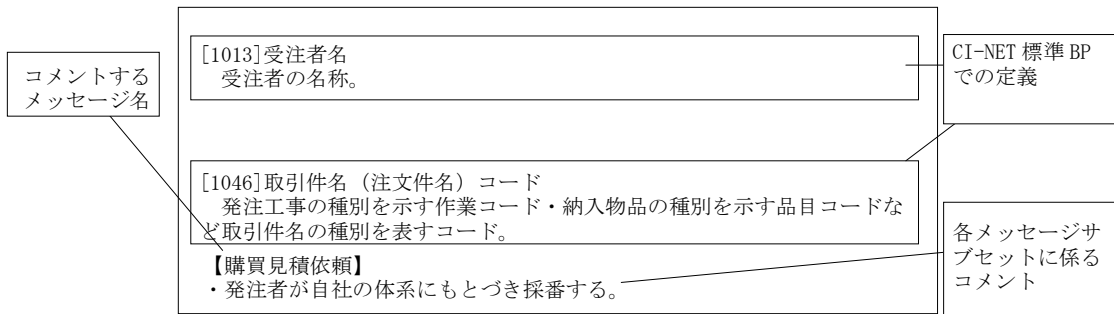 [1013]受注者名
受注者の名称。
CI-NET 標準 BP
での定義
コメントする
メッセージ名
[1046]取引件名（注文件名）コード
発注工事の種別を示す作業コード・納入物品の種別を示す品目コードな
ど取引件名の種別を表すコード。
【購買見積依頼】
・発注者が自社の体系にもとづき採番する。
各メッセージサ
ブセットに係る
コメント